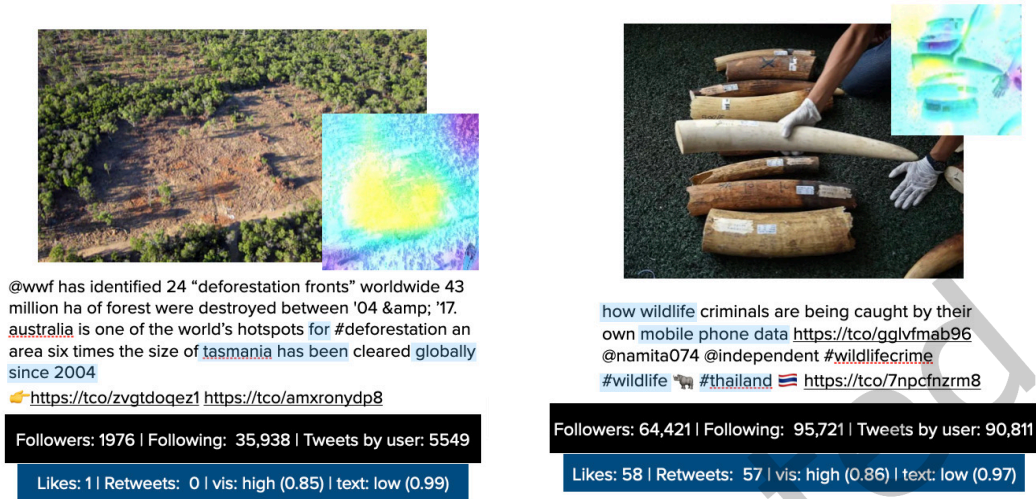 @wwf has identified 24 “deforestation fronts” worldwide 43
million ha of forest were destroyed between '04 &amp; ’17.
australia is one of the world’s hotspots for #deforestation an
area six times the size of tasmania has been cleared globally
since 2004
👉https://tco/zvgtdoqez1 https://tco/amxronydp8
Followers: 1976 | Following: 35,938 | Tweets by user: 5549
Likes: 1 | Retweets: 0 | vis: high (0.85) | text: low (0.99)
how wildlife criminals are being caught by their
own mobile phone data https://tco/gglvfmab96
@namita074 @independent #wildlifecrime
#wildlife 🦏 #thailand 🇹🇭 https://tco/7npcfnzrm8
Followers: 64,421 | Following: 95,721 | Tweets by user: 90,811
Likes: 58 | Retweets: 57 | vis: high (0.86) | text: low (0.97)